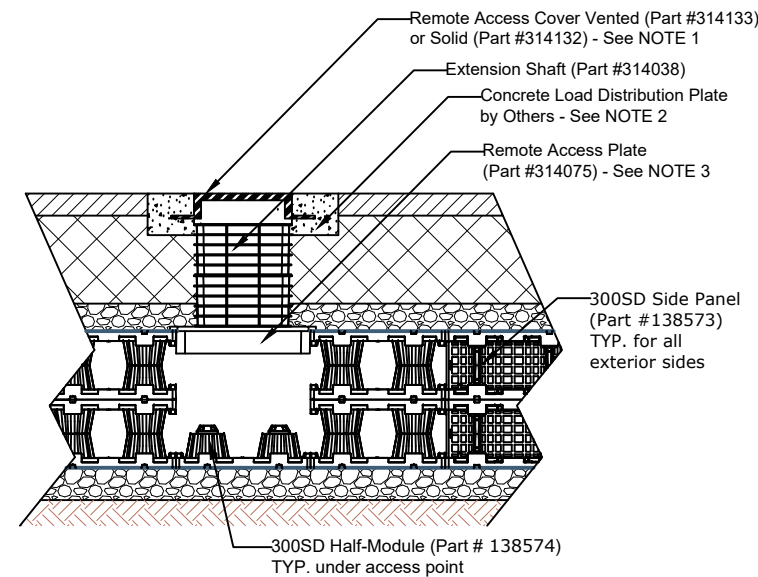 Remote Access Cover Vented (Part #314133)
or Solid (Part #314132) - See NOTE 1
Extension Shaft (Part #314038)
Concrete Load Distribution Plate
by Others - See NOTE 2
Remote Access Plate
(Part #314075) - See NOTE 3
300SD Side Panel
(Part #138573)
TYP. for all
exterior sides
300SD Half-Module (Part # 138574)
TYP. under access point